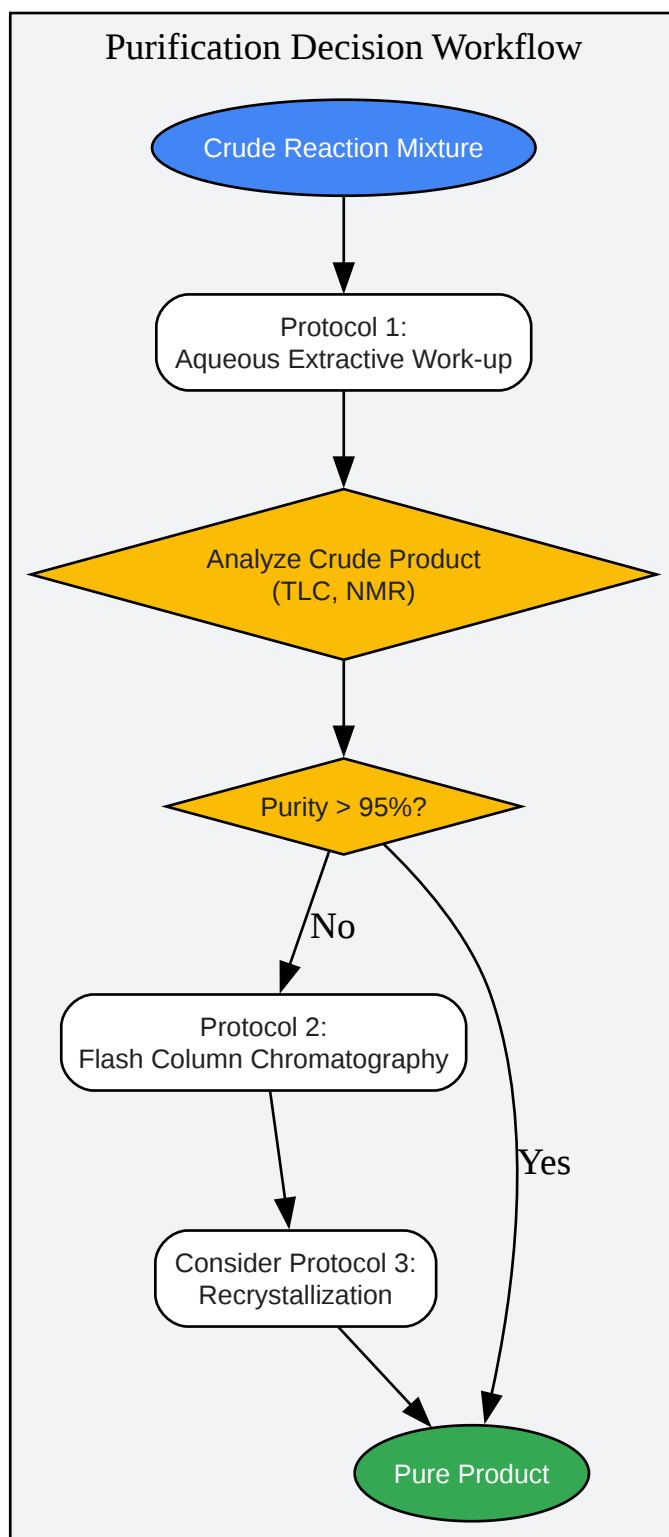 Purification Decision Workflow
Crude Reaction Mixture
Protocol 1:
Aqueous Extractive Work-up
Analyze Crude Product
(TLC, NMR)
Purity > 95%?
No
Protocol 2:
Flash Column Chromatography
Yes
Consider Protocol 3:
Recrystallization
Pure Product